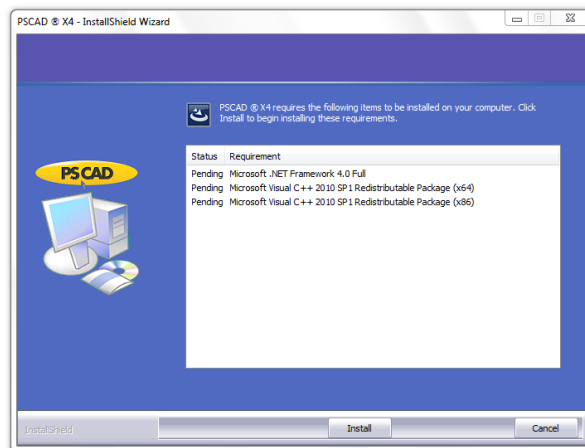 PSCAD ® X4 - InstallShield Wizard
PSCAD ® X4 requires the following items to be installed on your computer. Click
Install to begin installing these requirements.
Status Requirement
Pending Microsoft .NET Framework 4.0 Full
Pending Microsoft Visual C++ 2010 SP1 Redistributable Package (x64)
Pending Microsoft Visual C++ 2010 SP1 Redistributable Package (x86)
PSCAD
InstallShield
Install
Cancel